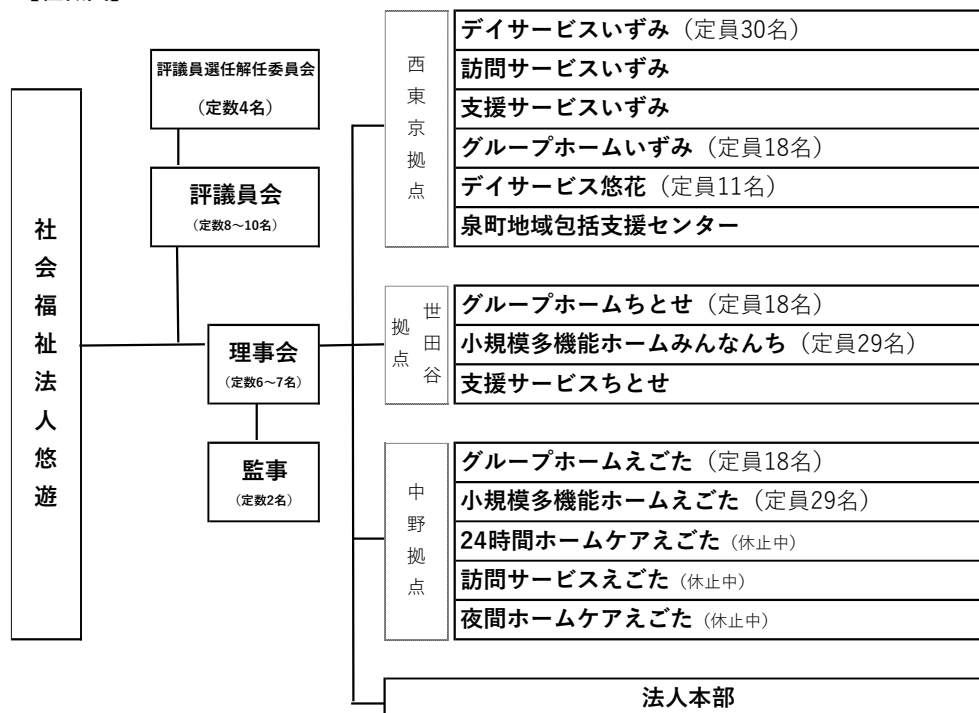 社会福祉法人悠遊
評議員選任解任委員会
（定数4名）
評議員会
（定数8～10名）
理事会
（定数6～7名）
監事
（定数2名）
西東京拠点
デイサービスいずみ（定員30名）
訪問サービスいずみ
支援サービスいずみ
グループホームいずみ（定員18名）
デイサービス悠花（定員11名）
泉町地域包括支援センター
世田谷
拠点
グループホームちとせ（定員18名）
小規模多機能ホームみんなんち（定員29名）
支援サービスちとせ
中野拠点
グループホームえごた（定員18名）
小規模多機能ホームえごた（定員29名）
24時間ホームケアえごた（休止中）
訪問サービスえごた（休止中）
夜間ホームケアえごた（休止中）
法人本部